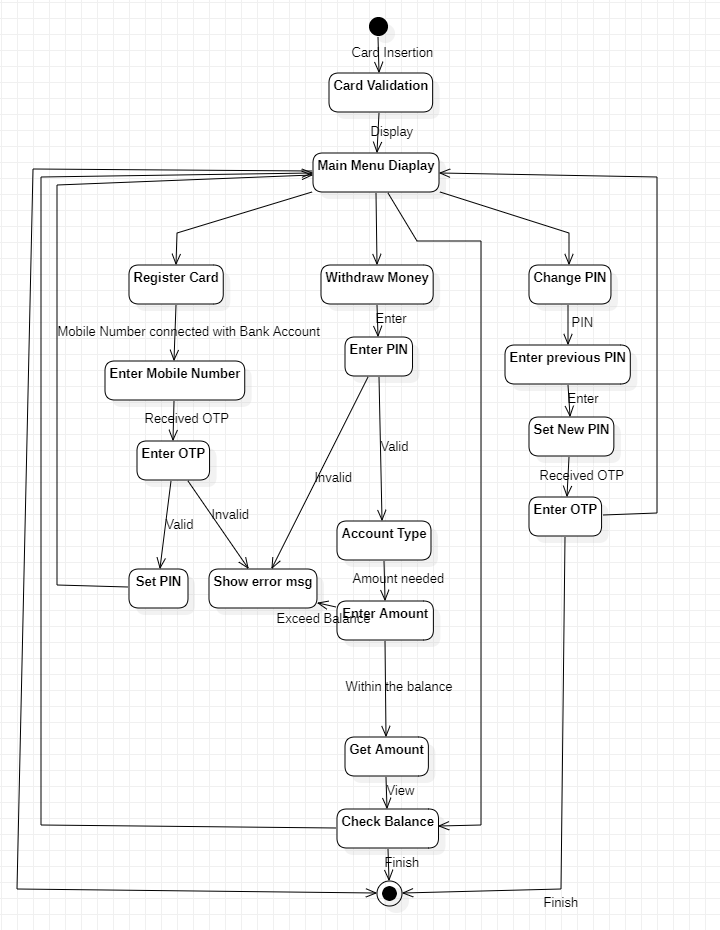 Card Insertion
Card Validation
Display
Main Menu Diaplay
Register Card
Withdraw Money
Change PIN
Enter
PIN
Mobile Number connected with Bank Account
Enter PIN
Enter previous PIN
Enter Mobile Number
Enter
Received OTP
Set New PIN
Enter OTP
Valid
Received OTP
Invalid
Enter OTP
Valid
Invalid
Account Type
Set PIN
Show error msg
Amount needed
Enter Amount
Exceed Balance
Within the balance
Get Amount
View
Check Balance
Finish
Finish